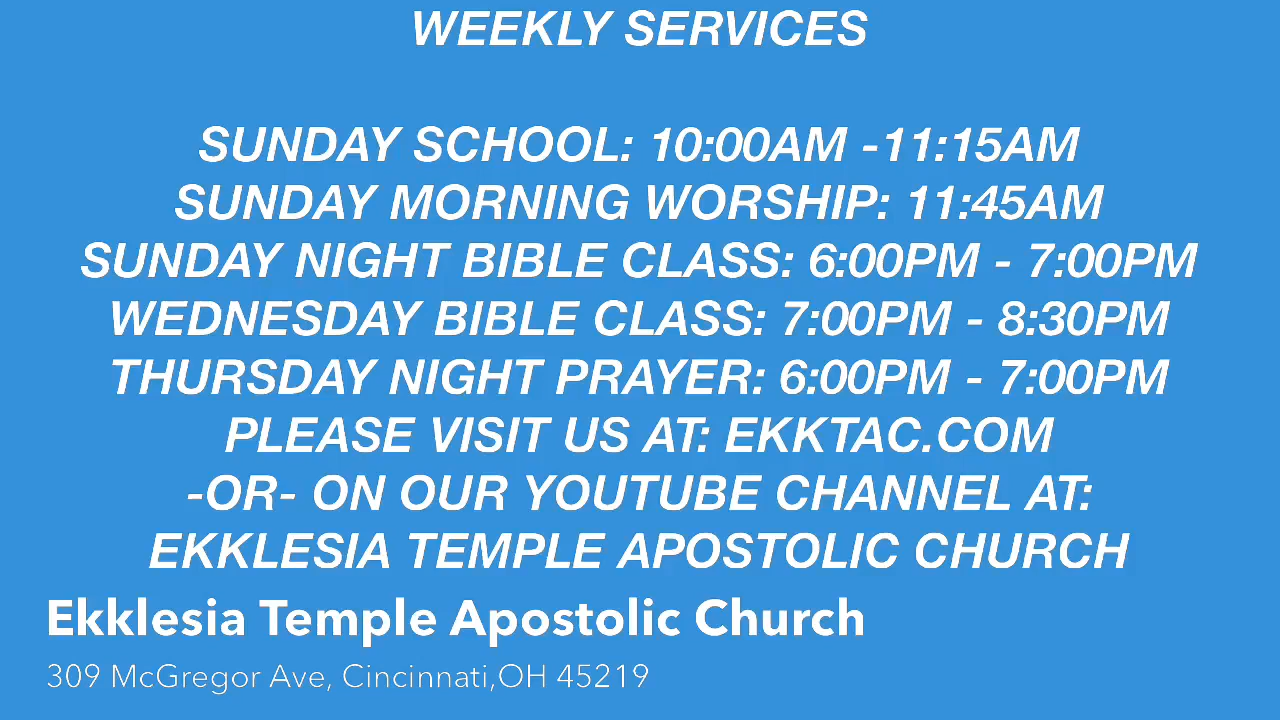 WEEKLY SERVICES
SUNDAY SCHOOL: 10:00AM -11:15AM
SUNDAY MORNING WORSHIP: 11:45AM
SUNDAY NIGHT BIBLE CLASS: 6:00PM - 7:00PM
WEDNESDAY BIBLE CLASS: 7:00PM - 8:30PM
THURSDAY NIGHT PRAYER: 6:00PM - 7:00PM
PLEASE VISIT US AT: EKKTAC.COM
-OR- ON OUR YOUTUBE CHANNEL AT:
EKKLESIA TEMPLE APOSTOLIC CHURCH
Ekklesia Temple Apostolic Church
309 McGregor Ave, Cincinnati,OH 45219